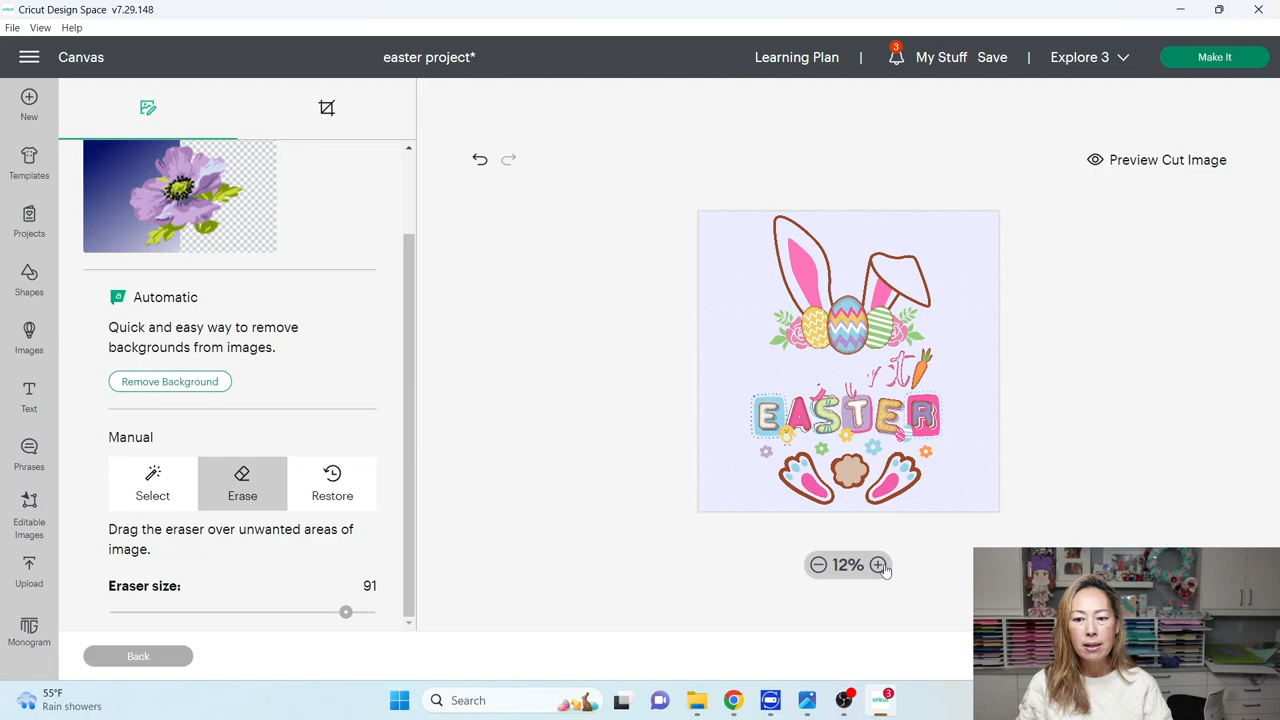 Cricut Design Space v7.29.148
File View Help
Canvas
easter project*
Learning Plan | 3 My Stuff Save | Explore 3 Make It
New
Templates
Projects
Shapes
Images
Text
Phrases
Editable
Images
Upload
Monogram
Automatic
Quick and easy way to remove
backgrounds from images.
Remove Background
Manual
Select Erase Restore
Drag the eraser over unwanted areas of
image.
Eraser size: 91
Back
Preview Cut Image
EASTER
12%
55°F
Rain showers
Search
cricut 3